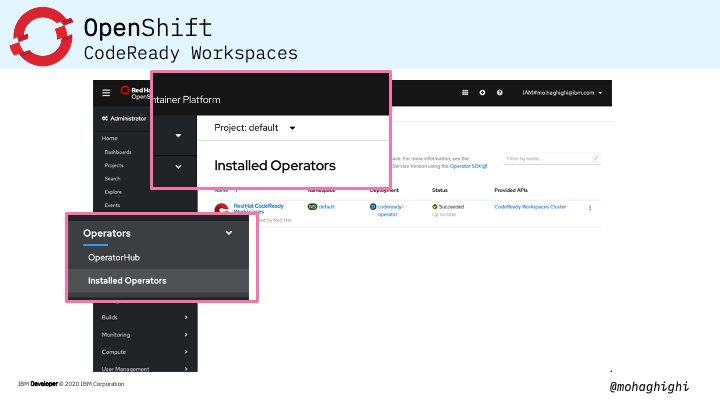 OpenShift
CodeReady Workspaces
Red Hat
OpenShift
IAM#mo.haghighi@ibm.com
ntainer Platform
Administrator
Project: default
Home
Installed Operators
Dashboards
Projects
Search
Explore
Events
ace. For more information, see the
Service Version using the Operator SDK
Filter by name...
/
Name
Namespace
Deployment
Status
Provided APIs
Red Hat CodeReady
Workspaces
ed by Red Hat
NS default
D codeready-
operator
Succeeded
Up to date
CodeReady Workspaces Cluster
Operators
OperatorHub
Installed Operators
Builds
Monitoring
Compute
User Management
IBM Developer © 2020 IBM Corporation
@mohaghighi